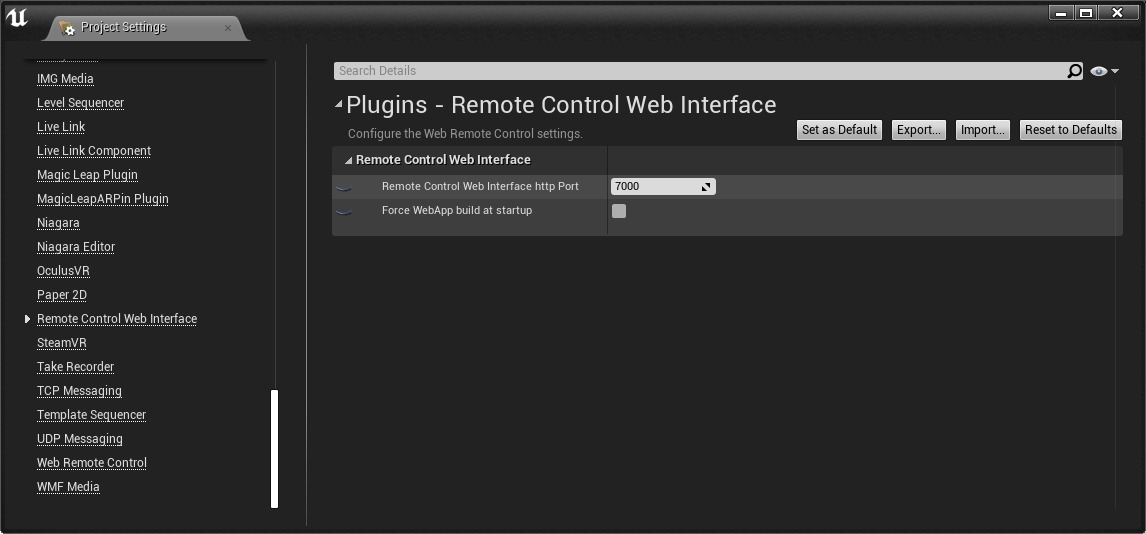 Project Settings
IMG Media
Level Sequencer
Live Link
Live Link Component
Magic Leap Plugin
MagicLeapARPin Plugin
Niagara
Niagara Editor
OculusVR
Paper 2D
Remote Control Web Interface
SteamVR
Take Recorder
TCP Messaging
Template Sequencer
UDP Messaging
Web Remote Control
WMF Media
Search Details
Plugins - Remote Control Web Interface
Configure the Web Remote Control settings.
Set as Default Export... Import... Reset to Defaults
Remote Control Web Interface
Remote Control Web Interface http Port 7000
Force WebApp build at startup